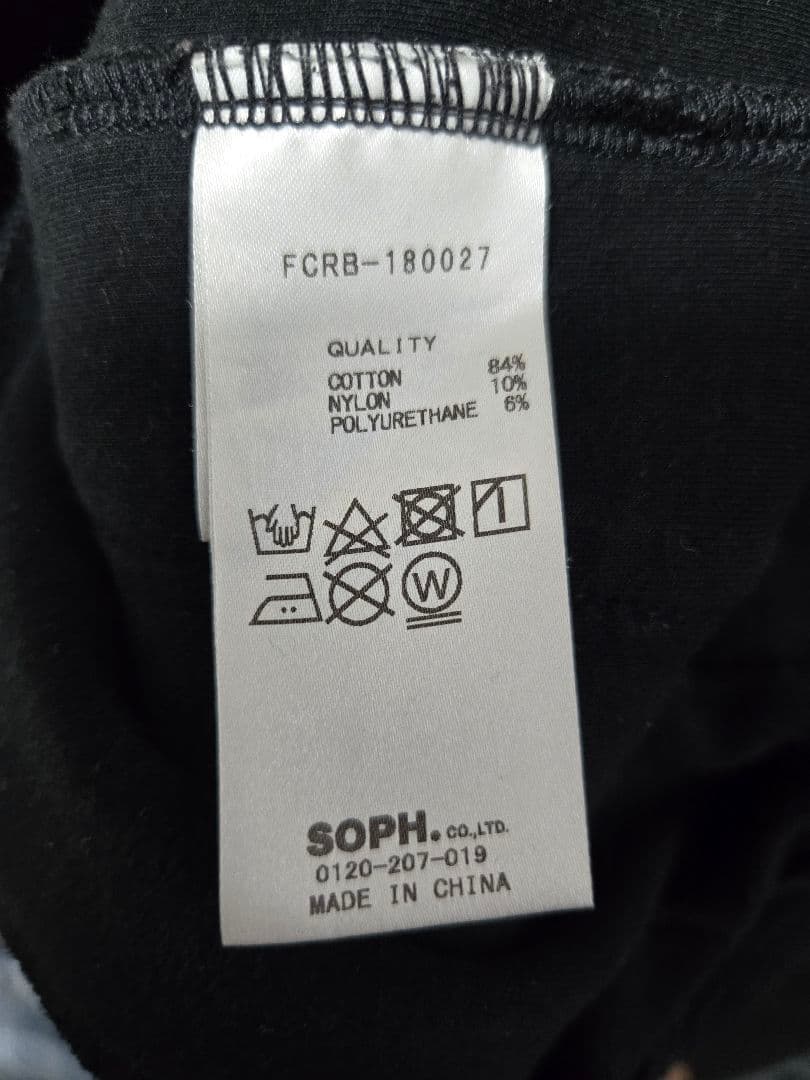 FCRB-180027
QUALITY
COTTON 84%
NYLON 10%
POLYURETHANE 6%
W
SOPH. CO.,LTD.
0120-207-019
MADE IN CHINA